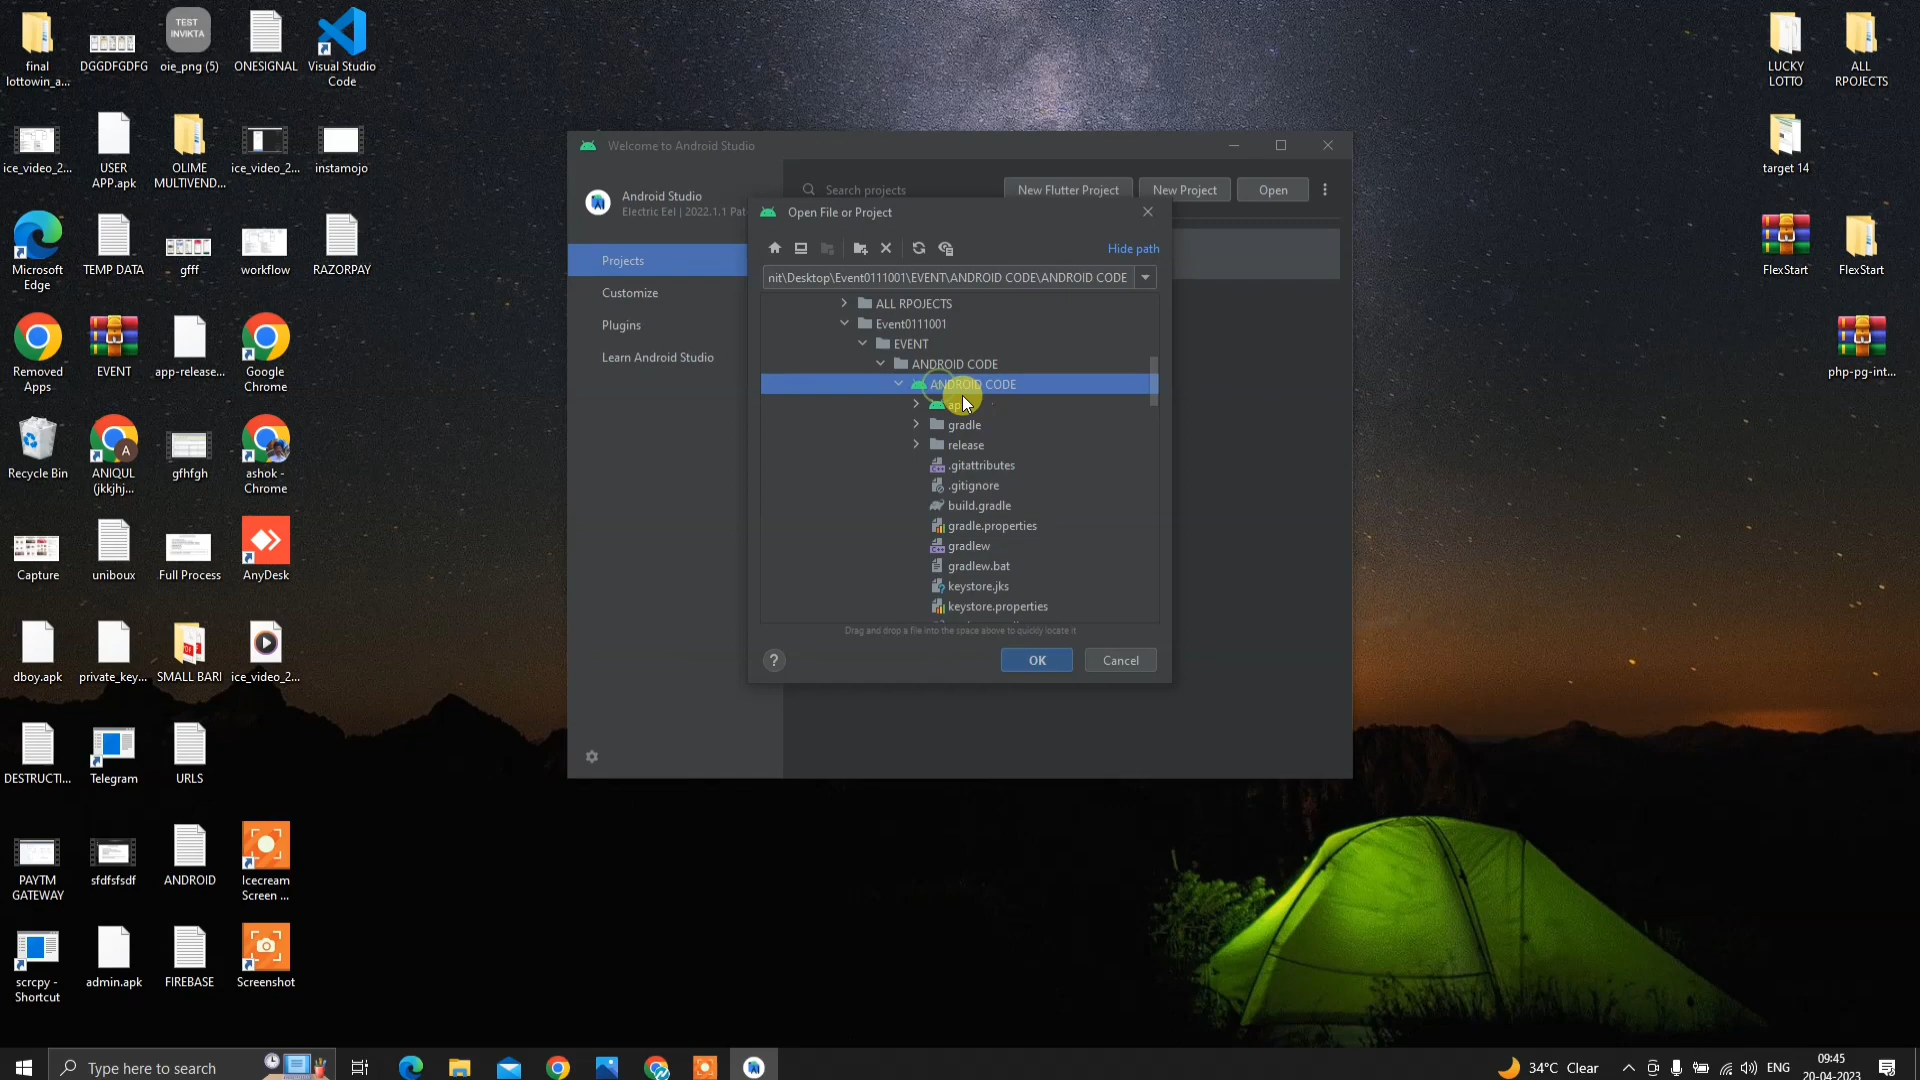 final
lottowin_a...
DGGDFGDFG
TEST
INVIKTA
oie_png (5)
ONESIGNAL
Visual Studio
Code
ice_video_2...
USER
APP.apk
OLIME
MULTIVEND...
ice_video_2...
instamojo
Microsoft
Edge
TEMP DATA
gfff
workflow
RAZORPAY
Removed
Apps
EVENT
app-release...
Google
Chrome
Recycle Bin
A
ANIQUL
(jkkjhj...
gfhfgh
ashok -
Chrome
Capture
uniboux
Full Process
AnyDesk
dboy.apk
private_key...
SMALL BARI
ice_video_2...
DESTRUCTI...
Telegram
URLS
PAYTM
GATEWAY
sfdfsfsdf
ANDROID
Icecream
Screen ...
scrcpy -
Shortcut
admin.apk
FIREBASE
Screenshot
Welcome to Android Studio
Android Studio
Electric Eel | 2022.1.1 Pat
Search projects
New Flutter Project
New Project
Open
Projects
Customize
Plugins
Learn Android Studio
Open File or Project
Hide path
nit\Desktop\Event0111001\EVENT\ANDROID CODE\ANDROID CODE
ALL RPOJECTS
Event0111001
EVENT
ANDROID CODE
ANDROID CODE
app
gradle
release
.gitattributes
.gitignore
build.gradle
gradle.properties
gradlew
gradlew.bat
keystore.jks
keystore.properties
Drag and drop a file into the space above to quickly locate it
?
OK
Cancel
LUCKY
LOTTO
ALL
RPOJECTS
target 14
FlexStart
FlexStart
php-pg-int...
Type here to search
34°C Clear
ENG
09:45
20-04-2023